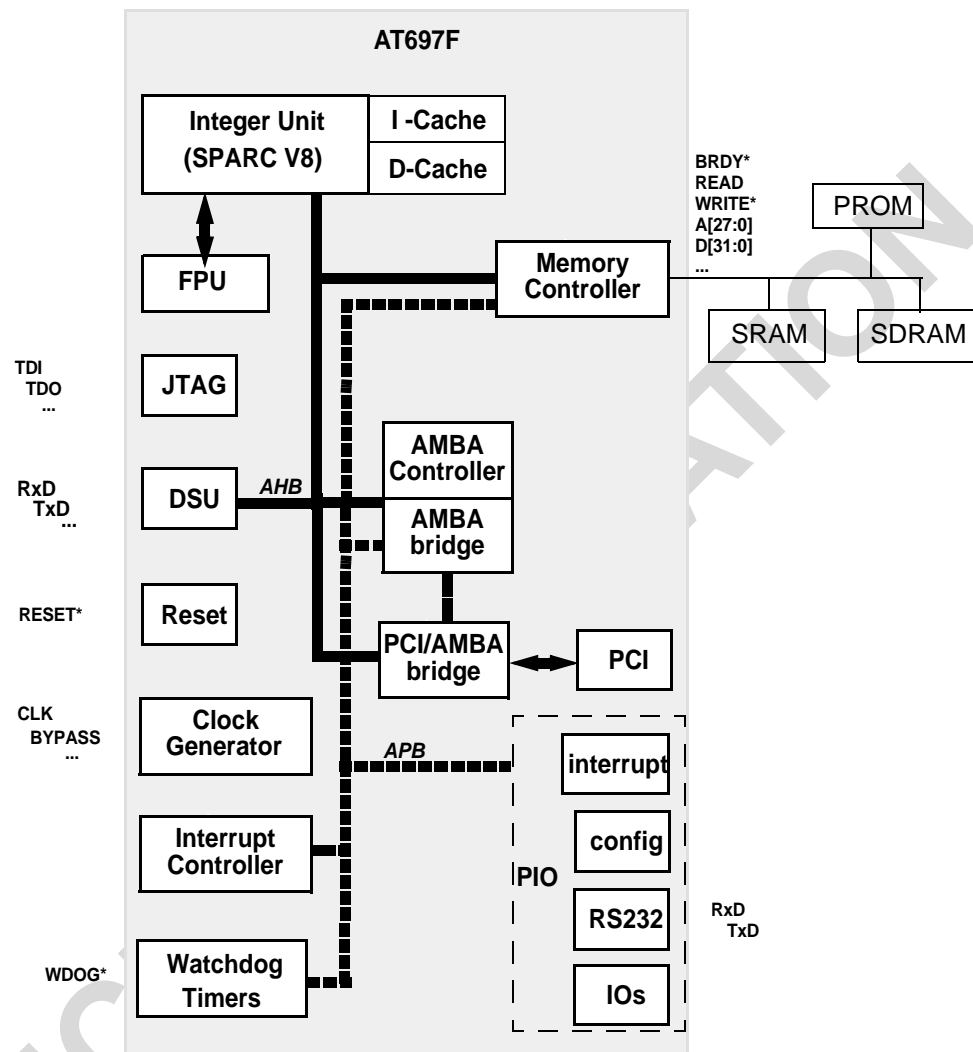 AT697F
Integer Unit
(SPARC V8)
I -Cache
D-Cache
FPU
Memory
Controller
BRDY*
READ
WRITE*
A[27:0]
D[31:0]
...
PROM
SRAM
SDRAM
TDI
TDO
...
JTAG
AMBA
Controller
RxD
TxD
...
DSU
AHB
AMBA
bridge
RESET*
Reset
PCI/AMBA
bridge
PCI
CLK
BYPASS
...
Clock
Generator
APB
interrupt
config
Interrupt
Controller
PIO
RS232
RxD
TxD
WDOG*
Watchdog
Timers
IOs